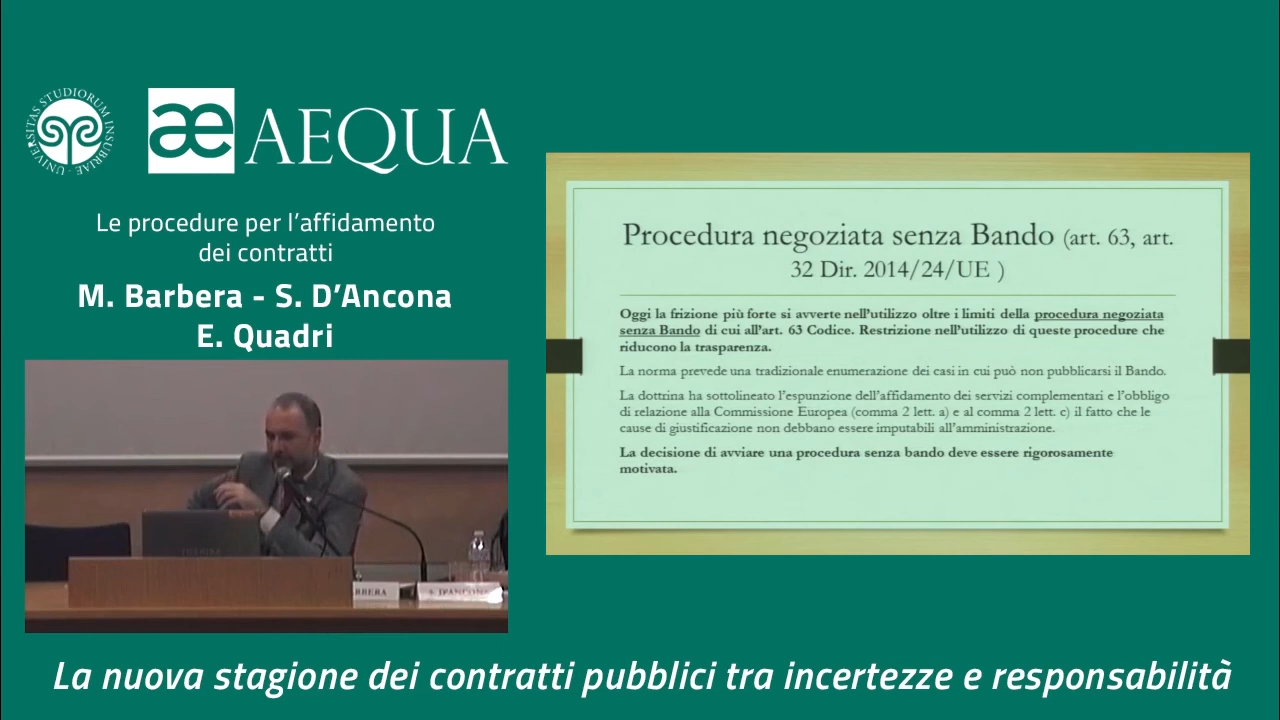 UNIVERSITAS STUDIORUM INSUBRIAE
æ AEQUA
Le procedure per l'affidamento
dei contratti
M. Barbera - S. D'Ancona
E. Quadri
Procedura negoziata senza Bando (art. 63, art.
32 Dir. 2014/24/UE )
Oggi la frizione più forte si avverte nell'utilizzo oltre i limiti della procedura negoziata
senza Bando di cui all'art. 63 Codice. Restrizione nell'utilizzo di queste procedure che
riducono la trasparenza.
La norma prevede una tradizionale enumerazione dei casi in cui può non pubblicarsi il Bando.
La dottrina ha sottolineato l'espunzione dell'affidamento dei servizi complementari e l'obbligo
di relazione alla Commissione Europea (comma 2 lett. a) e al comma 2 lett. c) il fatto che le
cause di giustificazione non debbano essere imputabili all'amministrazione.
La decisione di avviare una procedura senza bando deve essere rigorosamente
motivata.
RBERA
S. D'ANCONA
La nuova stagione dei contratti pubblici tra incertezze e responsabilità